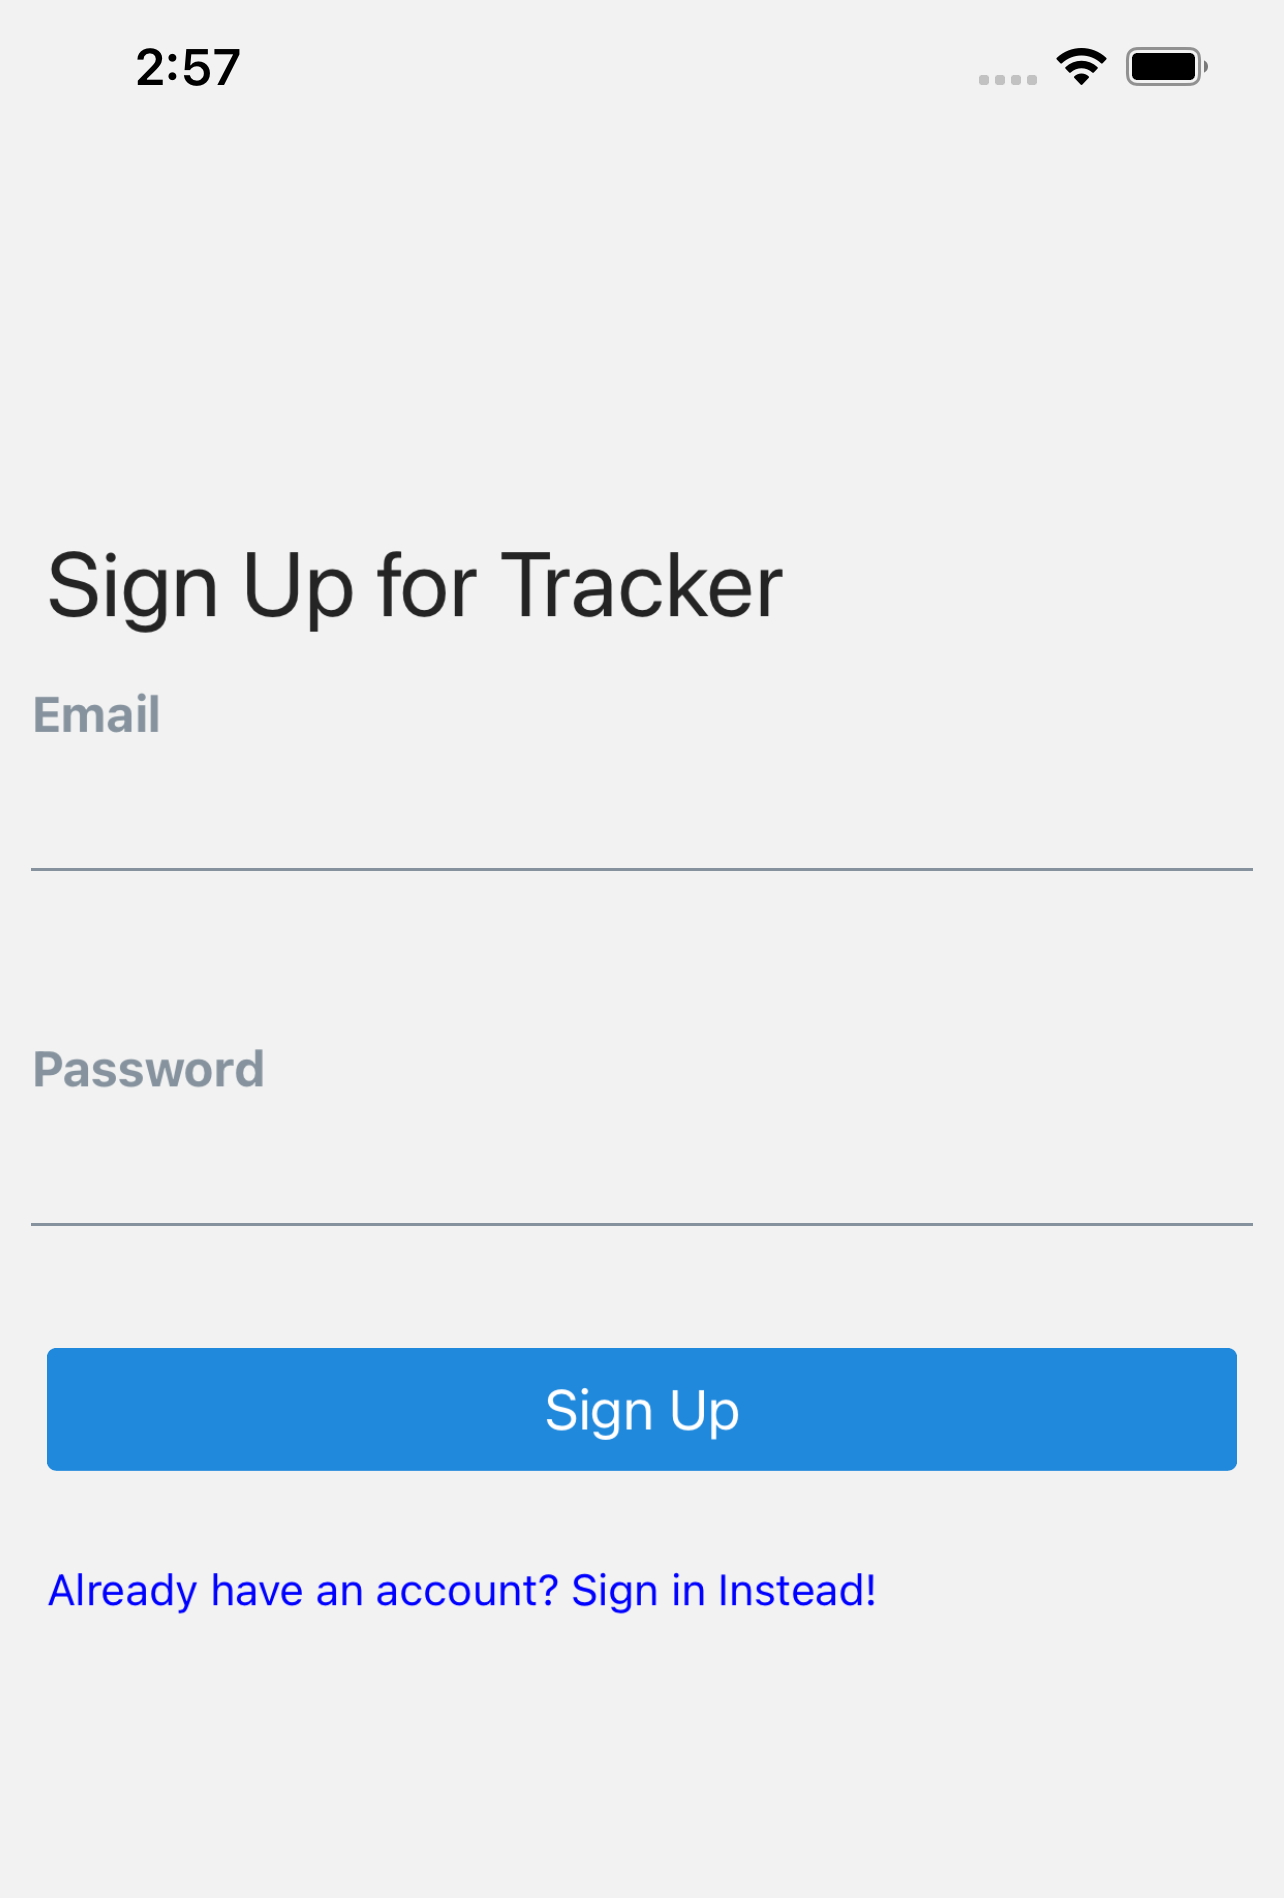 2:57
Sign Up for Tracker
Email
Password
Sign Up
Already have an account? Sign in Instead!